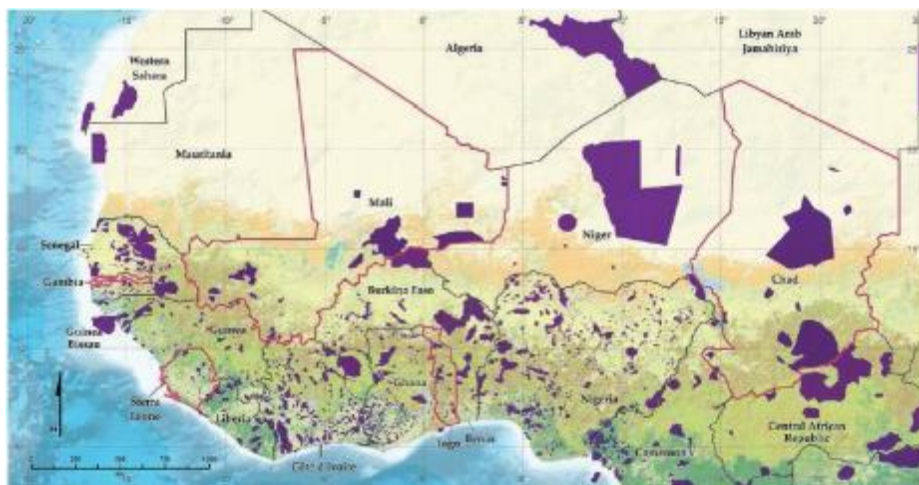 Libyan Arab
Jamahiriya
Algeria
Western
Sahara
Mauritania
Mali
Niger
Senegal
Chad
Gambia
Burkina Faso
Guinea
Bissau
Guinea
Ghana
Nigeria
Sierra
Leone
Liberia
Togo
Benin
Central African
Republic
Cameroon
Côte d'Ivoire